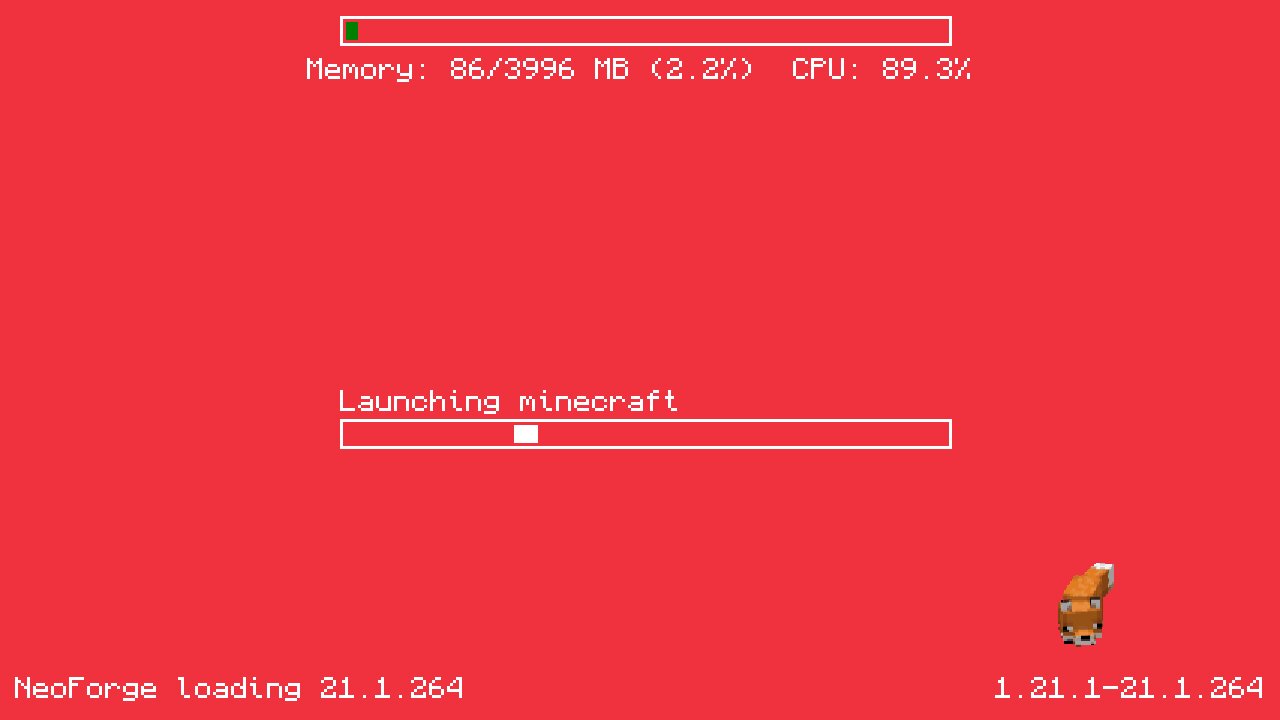 Memory: 86/3996 MB (2.2%)  CPU: 89.3%
Launching minecraft
NeoForge loading 21.1.264
1.21.1-21.1.264